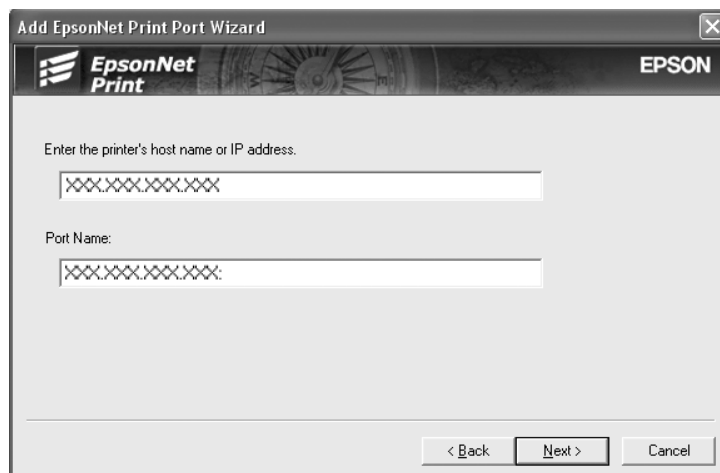 Add EpsonNet Print Port Wizard
EpsonNet
Print
EPSON
Enter the printer's host name or IP address.
XXX.XXX.XXX.XXX
Port Name:
XXX.XXX.XXX.XXX:
< Back
Next >
Cancel